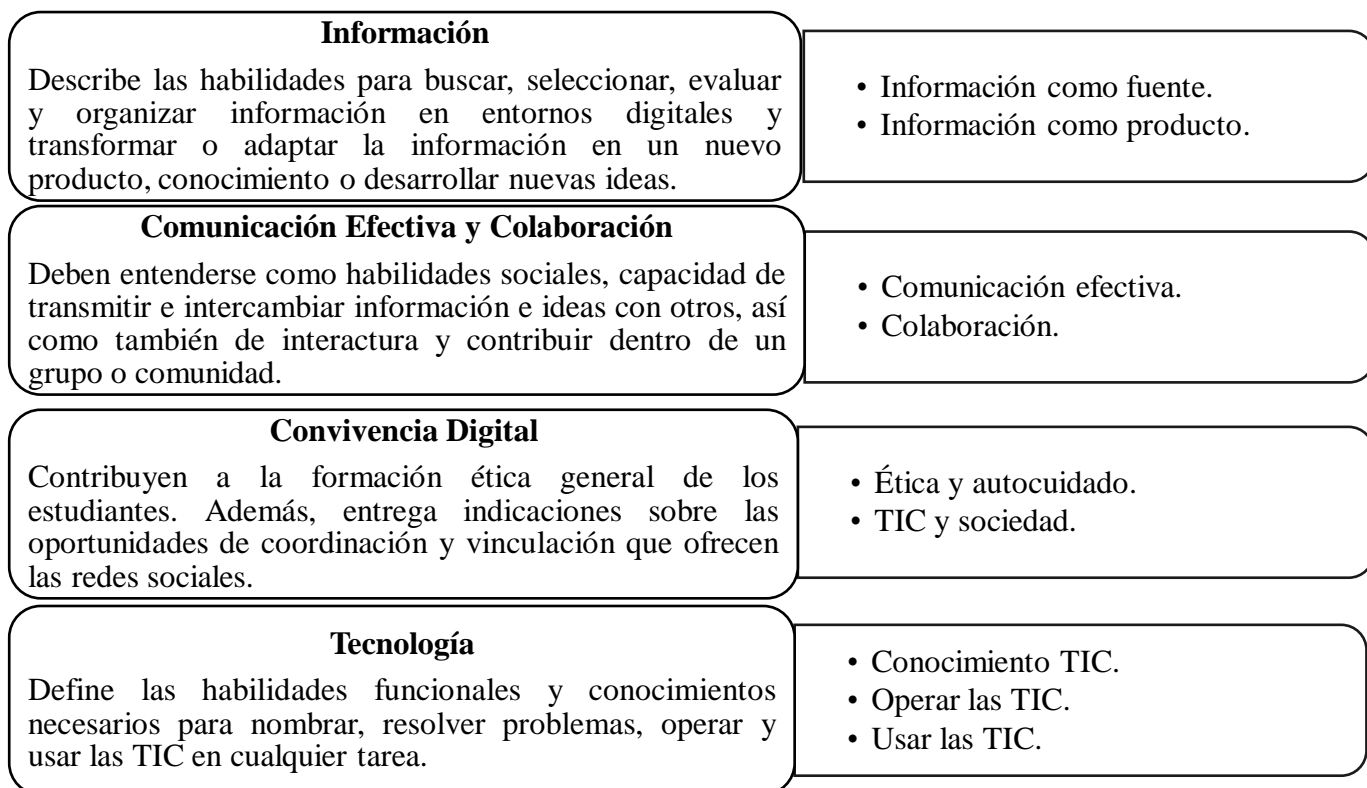 Información
Describe las habilidades para buscar, seleccionar, evaluar
y organizar información en entornos digitales y
transformar o adaptar la información en un nuevo
producto, conocimiento o desarrollar nuevas ideas.
• Información como fuente.
• Información como producto.
Comunicación Efectiva y Colaboración
Deben entenderse como habilidades sociales, capacidad de
transmitir e intercambiar información e ideas con otros, así
como también de interactura y contribuir dentro de un
grupo o comunidad.
• Comunicación efectiva.
• Colaboración.
Convivencia Digital
Contribuyen a la formación ética general de los
estudiantes. Además, entrega indicaciones sobre las
oportunidades de coordinación y vinculación que ofrecen
las redes sociales.
• Ética y autocuidado.
• TIC y sociedad.
Tecnología
Define las habilidades funcionales y conocimientos
necesarios para nombrar, resolver problemas, operar y
usar las TIC en cualquier tarea.
• Conocimiento TIC.
• Operar las TIC.
• Usar las TIC.